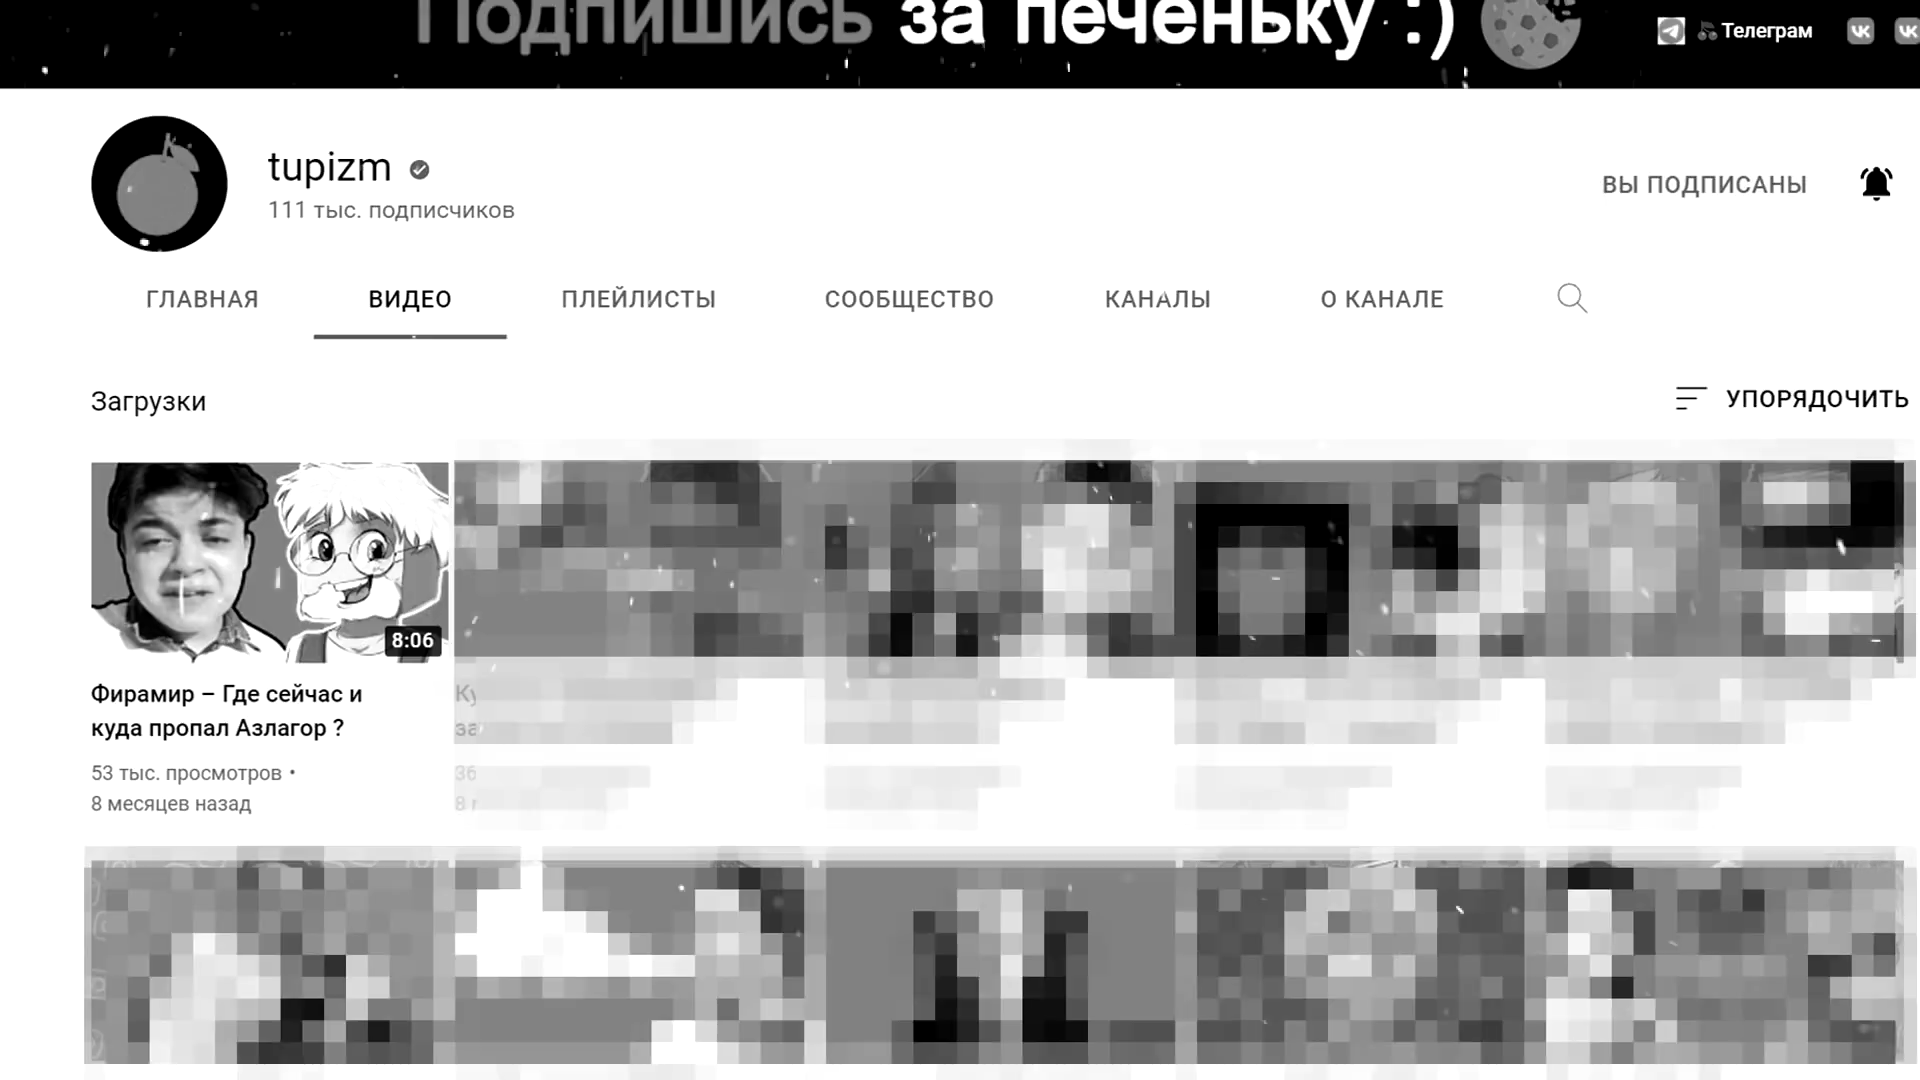 Подпишись за печеньку :)
Телеграм
tupizm
111 тыс. подписчиков
ВЫ ПОДПИСАНЫ
ГЛАВНАЯ
ВИДЕО
ПЛЕЙЛИСТЫ
СООБЩЕСТВО
КАНАЛЫ
О КАНАЛЕ
Загрузки
УПОРЯДОЧИТЬ
8:06
Фирамир – Где сейчас и
куда пропал Азлагор ?
53 тыс. просмотров •
8 месяцев назад